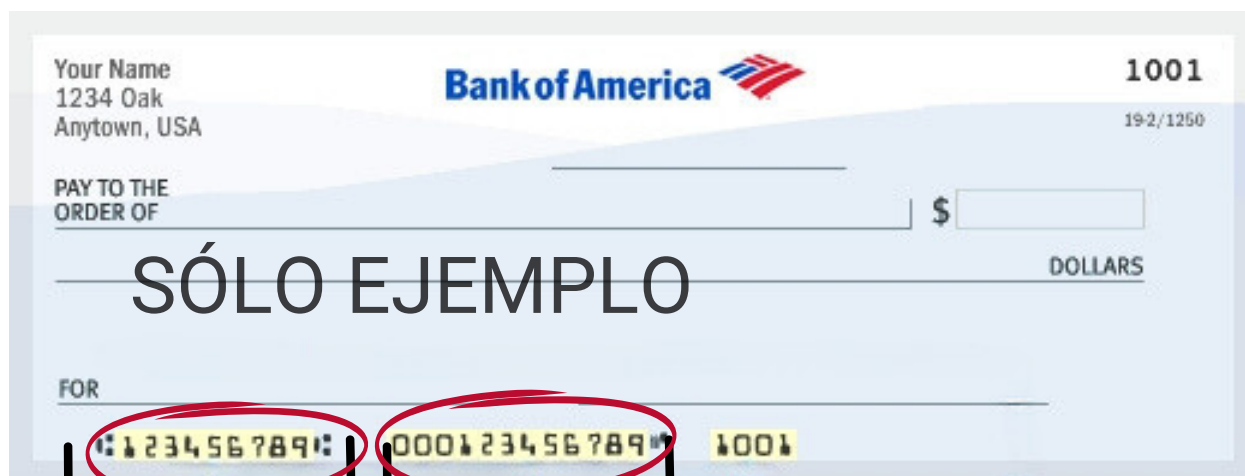 Your Name
1234 Oak
Anytown, USA
Bank of America
1001
19-2/1250
PAY TO THE
ORDER OF
$
SÓLO EJEMPLO
DOLLARS
FOR
⑆123456789⑆ 000123456789⑈ 1001